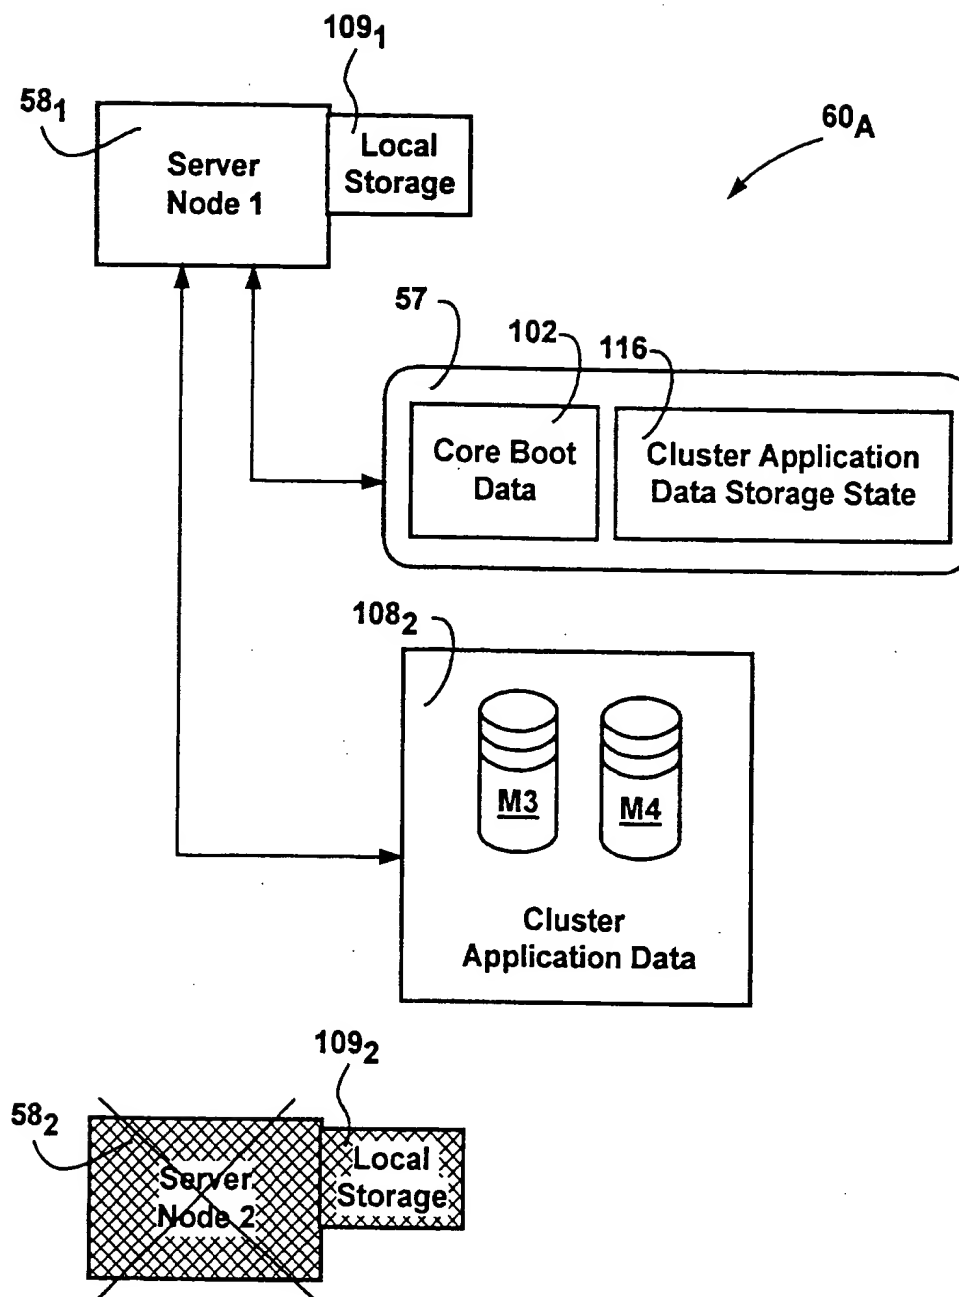 109₁
58₁
Server
Node 1
Local
Storage
60A
57
102
116
Core Boot
Data
Cluster Application
Data Storage State
108₂
M3
M4
Cluster
Application Data
109₂
58₂
Server
Node 2
Local
Storage